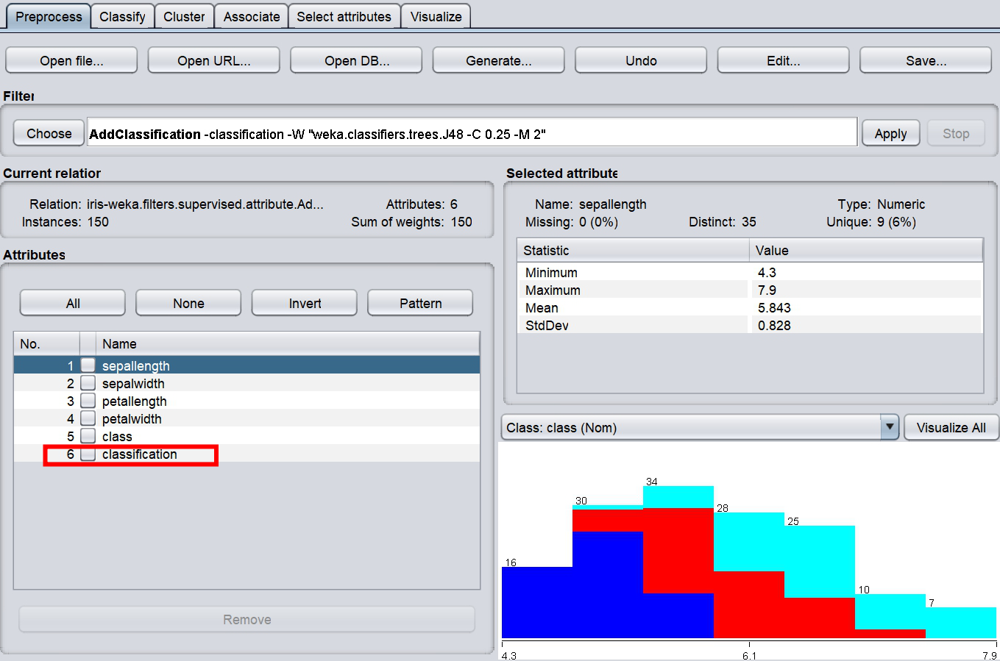 Preprocess Classify Cluster Associate Select attributes Visualize
Open file... Open URL... Open DB... Generate... Undo Edit... Save...
Filter
Choose AddClassification -classification -W "weka.classifiers.trees.J48 -C 0.25 -M 2" Apply Stop
Current relation
Relation: iris-weka.filters.supervised.attribute.Ad... Attributes: 6
Instances: 150 Sum of weights: 150
Attributes
All None Invert Pattern
No. Name
1 sepallength
2 sepalwidth
3 petallength
4 petalwidth
5 class
6 classification
Remove
Selected attribute
Name: sepallength Type: Numeric
Missing: 0 (0%) Distinct: 35 Unique: 9 (6%)
Statistic Value
Minimum 4.3
Maximum 7.9
Mean 5.843
StdDev 0.828
Class: class (Nom) Visualize All
16 30 34 28 25 10 7
4.3 6.1 7.9